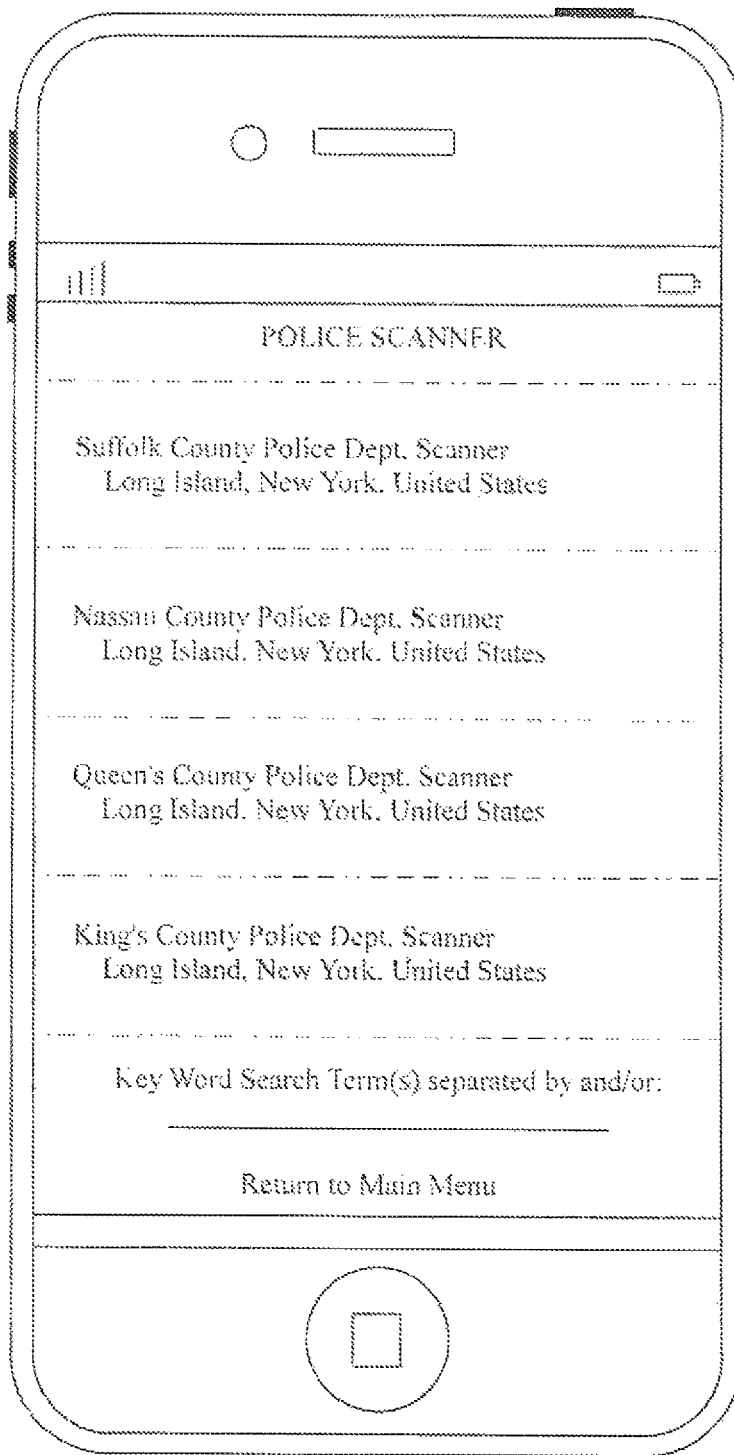 POLICE SCANNER
Suffolk County Police Dept. Scanner
Long Island, New York, United States
Nassau County Police Dept. Scanner
Long Island, New York, United States
Queen's County Police Dept. Scanner
Long Island, New York, United States
King's County Police Dept. Scanner
Long Island, New York, United States
Key Word Search Term(s) separated by and/or:
Return to Main Menu